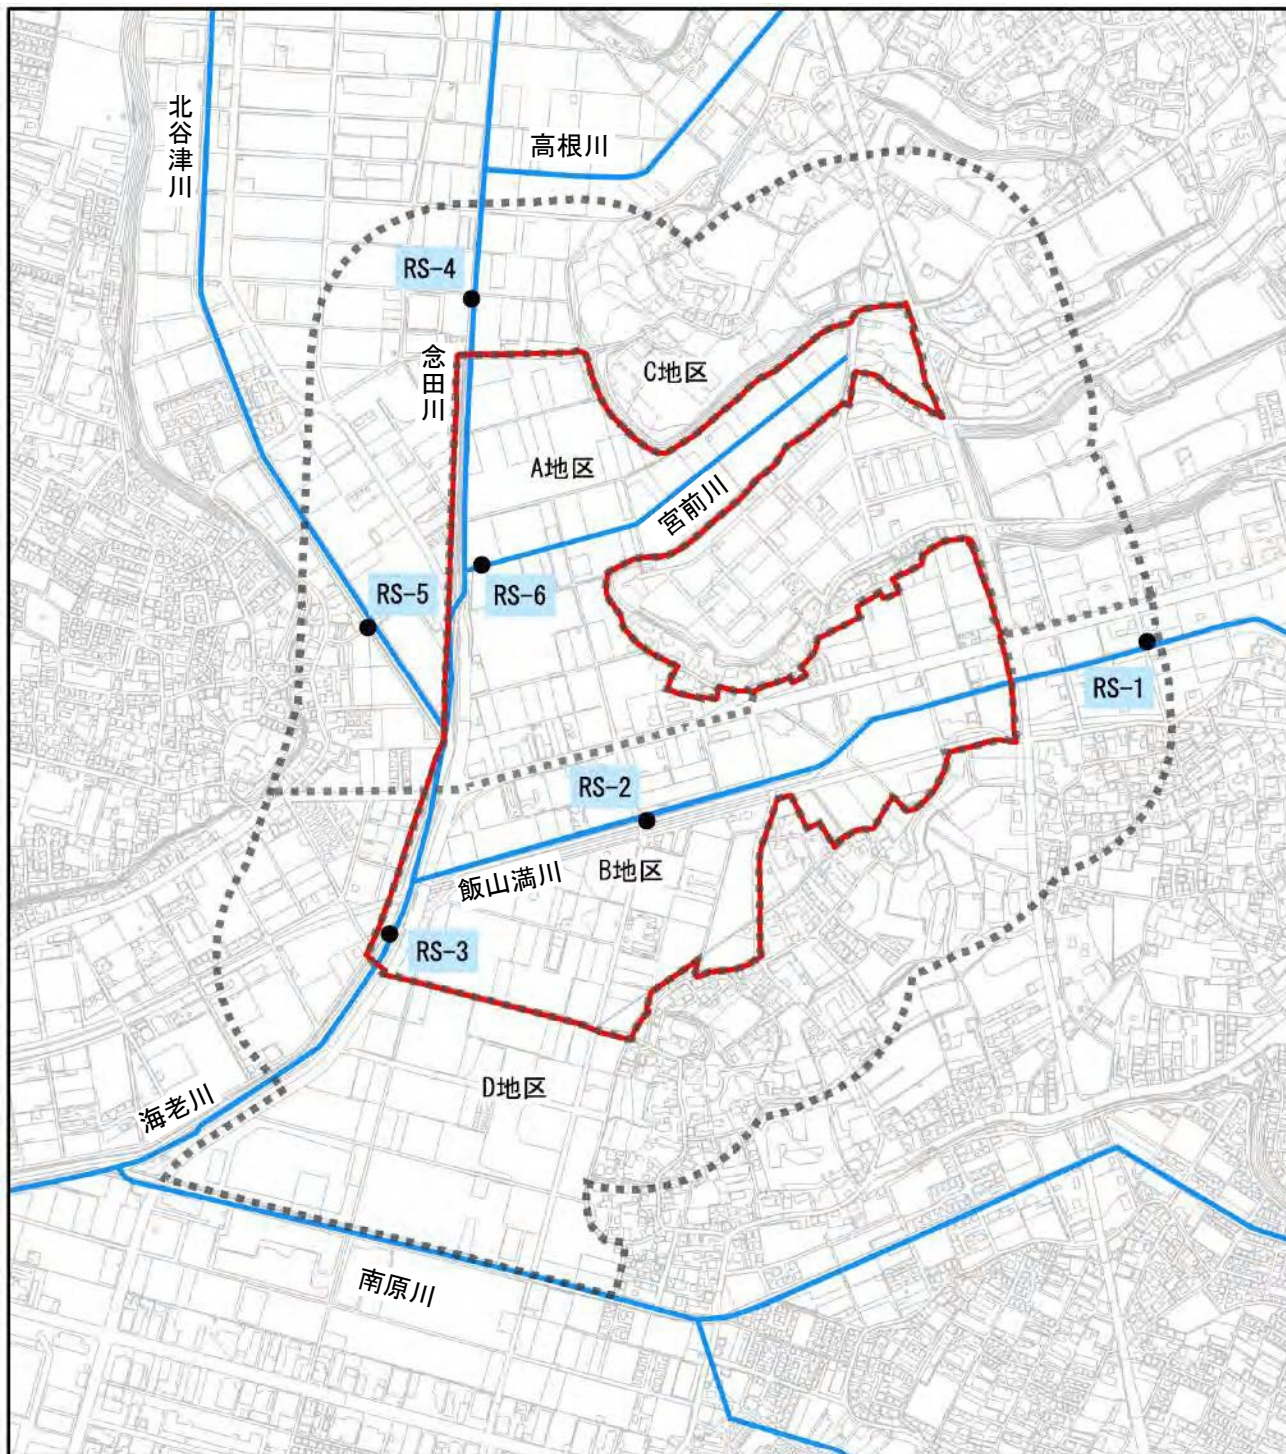 北谷津川
高根川
RS-4
念田川
C地区
A地区
宮前川
RS-5
RS-6
RS-1
RS-2
飯山満川
B地区
RS-3
D地区
海老川
南原川